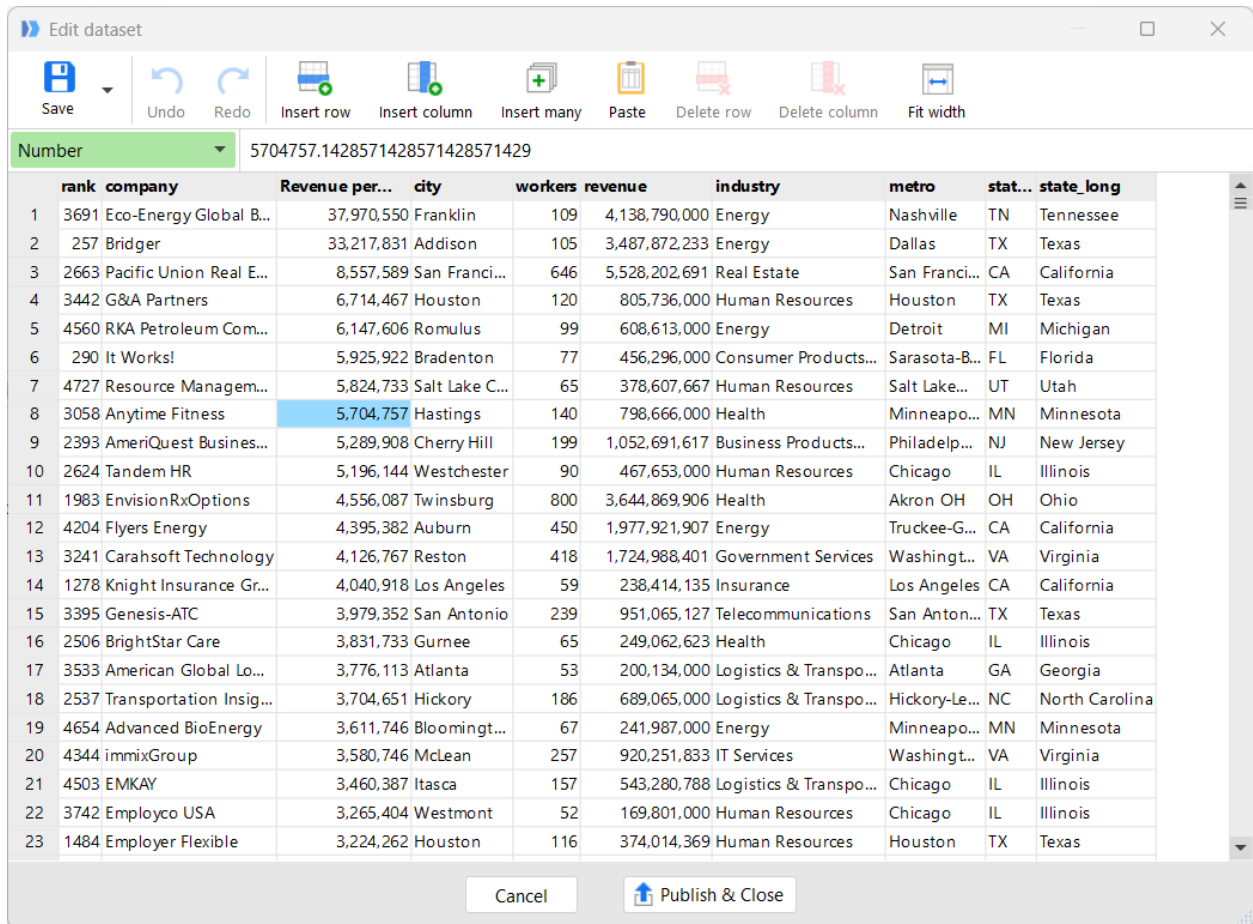 Edit dataset
Save Undo Redo Insert row Insert column Insert many Paste Delete row Delete column Fit width
Number 5704757.1428571428571428571429
rank company Revenue per... city workers revenue industry metro stat... state_long
1 3691 Eco-Energy Global B... 37,970,550 Franklin 109 4,138,790,000 Energy Nashville TN Tennessee
2 257 Bridger 33,217,831 Addison 105 3,487,872,233 Energy Dallas TX Texas
3 2663 Pacific Union Real E... 8,557,589 San Franci... 646 5,528,202,691 Real Estate San Franci... CA California
4 3442 G&A Partners 6,714,467 Houston 120 805,736,000 Human Resources Houston TX Texas
5 4560 RKA Petroleum Com... 6,147,606 Romulus 99 608,613,000 Energy Detroit MI Michigan
6 290 It Works! 5,925,922 Bradenton 77 456,296,000 Consumer Products... Sarasota-B... FL Florida
7 4727 Resource Managem... 5,824,733 Salt Lake C... 65 378,607,667 Human Resources Salt Lake... UT Utah
8 3058 Anytime Fitness 5,704,757 Hastings 140 798,666,000 Health Minneapo... MN Minnesota
9 2393 AmeriQuest Busines... 5,289,908 Cherry Hill 199 1,052,691,617 Business Products... Philadelp... NJ New Jersey
10 2624 Tandem HR 5,196,144 Westchester 90 467,653,000 Human Resources Chicago IL Illinois
11 1983 EnvisionRxOptions 4,556,087 Twinsburg 800 3,644,869,906 Health Akron OH OH Ohio
12 4204 Flyers Energy 4,395,382 Auburn 450 1,977,921,907 Energy Truckee-G... CA California
13 3241 Carahsoft Technology 4,126,767 Reston 418 1,724,988,401 Government Services Washingt... VA Virginia
14 1278 Knight Insurance Gr... 4,040,918 Los Angeles 59 238,414,135 Insurance Los Angeles CA California
15 3395 Genesis-ATC 3,979,352 San Antonio 239 951,065,127 Telecommunications San Anton... TX Texas
16 2506 BrightStar Care 3,831,733 Gurnee 65 249,062,623 Health Chicago IL Illinois
17 3533 American Global Lo... 3,776,113 Atlanta 53 200,134,000 Logistics & Transpo... Atlanta GA Georgia
18 2537 Transportation Insig... 3,704,651 Hickory 186 689,065,000 Logistics & Transpo... Hickory-Le... NC North Carolina
19 4654 Advanced BioEnergy 3,611,746 Bloomingt... 67 241,987,000 Energy Minneapo... MN Minnesota
20 4344 immixGroup 3,580,746 McLean 257 920,251,833 IT Services Washingt... VA Virginia
21 4503 EMKAY 3,460,387 Itasca 157 543,280,788 Logistics & Transpo... Chicago IL Illinois
22 3742 Employco USA 3,265,404 Westmont 52 169,801,000 Human Resources Chicago IL Illinois
23 1484 Employer Flexible 3,224,262 Houston 116 374,014,369 Human Resources Houston TX Texas
Cancel Publish & Close